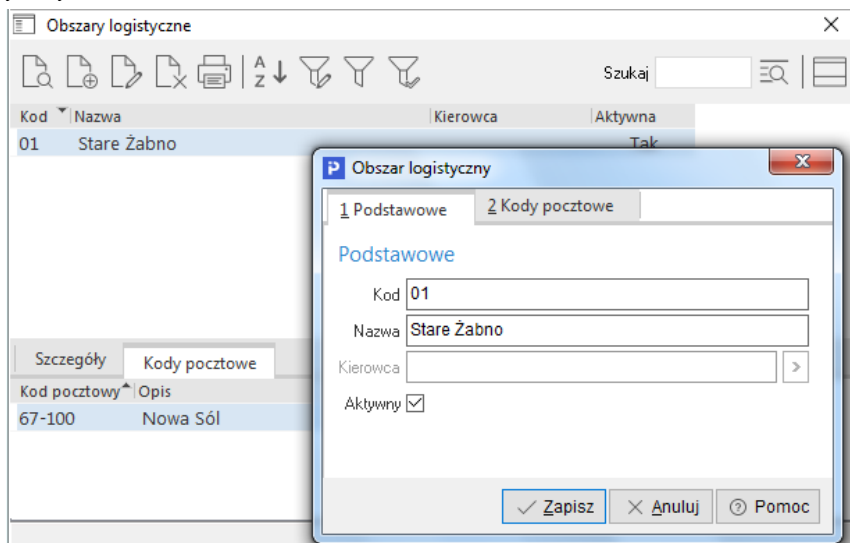 Obszary logistyczne
A Z Szukaj
Kod Nazwa Kierowca Aktywna
01 Stare Żabno Tak
Obszar logistyczny
1 Podstawowe 2 Kody pocztowe
Podstawowe
Kod 01
Nazwa Stare Żabno
Kierowca
Aktywny
Zapisz Anuluj Pomoc
Szczegóły Kody pocztowe
Kod pocztowy Opis
67-100 Nowa Sól